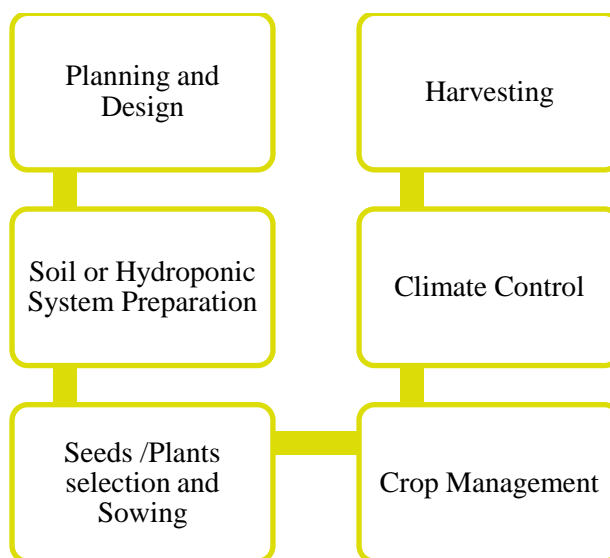 Planning and
Design
Soil or Hydroponic
System Preparation
Seeds /Plants
selection and
Sowing
Crop Management
Climate Control
Harvesting